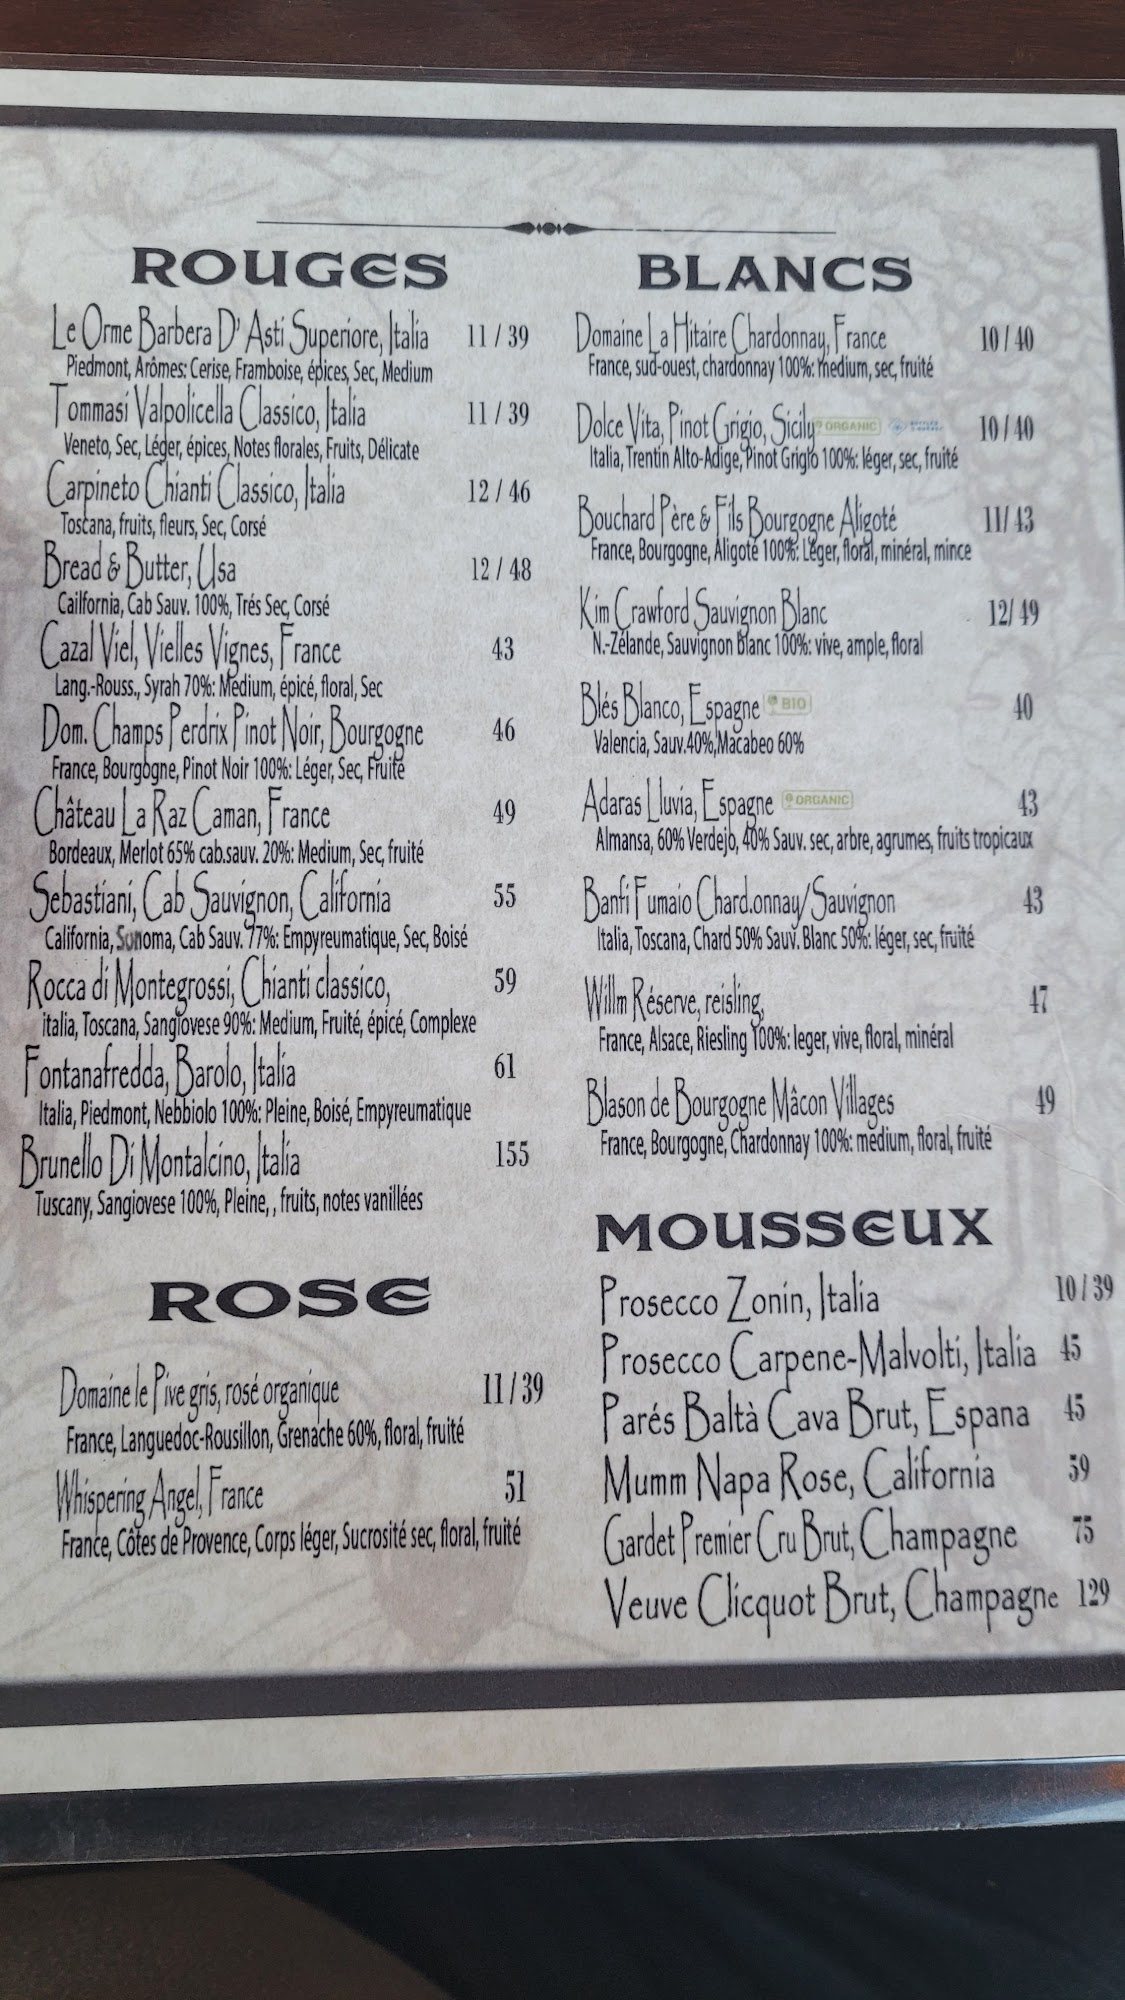 ROUGES
Le Orme Barbera D' Asti Superiore, Italia 11 / 39
Piedmont, Arômes: Cerise, Framboise, épices, Sec, Medium
Tommasi Valpolicella Classico, Italia 11 / 39
Veneto, Sec, Léger, épices, Notes florales, Fruits, Délicate
Carpineto Chianti Classico, Italia 12 / 46
Toscana, fruits, fleurs, Sec, Corsé
Bread & Butter, Usa 12 / 48
Cailfornia, Cab Sauv. 100%, Trés Sec, Corsé
Cazal Viel, Vielles Vignes, France 43
Lang.-Rouss., Syrah 70%: Medium, épicé, floral, Sec
Dom. Champs Perdrix Pinot Noir, Bourgogne 46
France, Bourgogne, Pinot Noir 100%: Léger, Sec, Fruité
Château La Raz Caman, France 49
Bordeaux, Merlot 65% cab.sauv. 20%: Medium, Sec, fruité
Sebastiani, Cab Sauvignon, California 55
California, Sonoma, Cab Sauv. 77%: Empyreumatique, Sec, Boisé
Rocca di Montegrossi, Chianti classico, 59
italia, Toscana, Sangiovese 90%: Medium, Fruité, épicé, Complexe
Fontanafredda, Barolo, Italia 61
Italia, Piedmont, Nebbiolo 100%: Pleine, Boisé, Empyreumatique
Brunello Di Montalcino, Italia 155
Tuscany, Sangiovese 100%, Pleine, , fruits, notes vanillées
ROSE
Domaine le Pive gris, rosé organique 11 / 39
France, Languedoc-Rousillon, Grenache 60%, floral, fruité
Whispering Angel, France 51
France, Côtes de Provence, Corps léger, Sucrosité sec, floral, fruité
BLANCS
Domaine La Hitaire Chardonnay, France 10 / 40
France, sud-ouest, chardonnay 100%: medium, sec, fruité
Dolce Vita, Pinot Grigio, Sicily ORGANIC 10 / 40
Italia, Trentin Alto-Adige, Pinot Grigio 100%: léger, sec, fruité
Bouchard Père & Fils Bourgogne Aligoté 11/ 43
France, Bourgogne, Aligoté 100%: Léger, floral, minéral, mince
Kim Crawford Sauvignon Blanc 12/ 49
N.-Zélande, Sauvignon Blanc 100%: vive, ample, floral
Blés Blanco, Espagne BIO 40
Valencia, Sauv.40%,Macabeo 60%
Adaras Lluvia, Espagne ORGANIC 43
Almansa, 60% Verdejo, 40% Sauv. sec, arbre, agrumes, fruits tropicaux
Banfi Fumaio Chard.onnay/Sauvignon 43
Italia, Toscana, Chard 50% Sauv. Blanc 50%: léger, sec, fruité
Willm Réserve, reisling, 47
France, Alsace, Riesling 100%: leger, vive, floral, minéral
Blason de Bourgogne Mâcon Villages 49
France, Bourgogne, Chardonnay 100%: medium, floral, fruité
MOUSSEUX
Prosecco Zonin, Italia 10 / 39
Prosecco Carpene-Malvolti, Italia 45
Parés Baltà Cava Brut, Espana 45
Mumm Napa Rose, California 59
Gardet Premier Cru Brut, Champagne 75
Veuve Clicquot Brut, Champagne 129